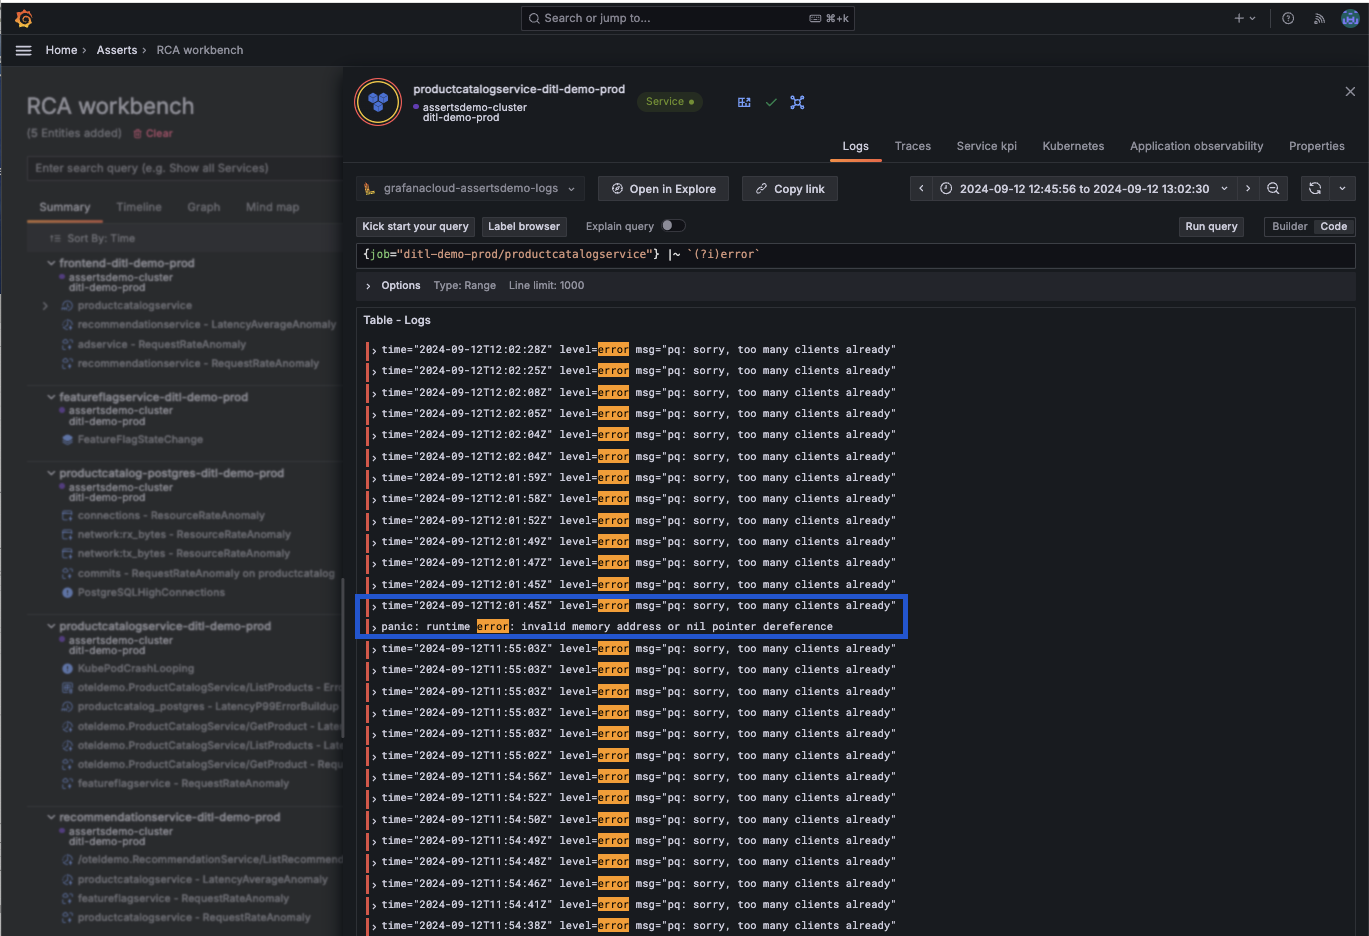 Search or jump to...
⌘+k
Home › Asserts › RCA workbench
RCA workbench
(5 Entities added) Clear
Enter search query (e.g. Show all Services)
Summary Timeline Graph Mind map
Sort By: Time
frontend-ditl-demo-prod
assertsdemo-cluster
ditl-demo-prod
productcatalogservice
recommendationservice - LatencyAverageAnomaly
adservice - RequestRateAnomaly
recommendationservice - RequestRateAnomaly
featureflagservice-ditl-demo-prod
assertsdemo-cluster
ditl-demo-prod
FeatureFlagStateChange
productcatalog-postgres-ditl-demo-prod
assertsdemo-cluster
ditl-demo-prod
connections - ResourceRateAnomaly
network:rx_bytes - ResourceRateAnomaly
network:tx_bytes - ResourceRateAnomaly
commits - RequestRateAnomaly on productcatalog
PostgreSQLHighConnections
productcatalogservice-ditl-demo-prod
assertsdemo-cluster
ditl-demo-prod
KubePodCrashLooping
oteldemo.ProductCatalogService/ListProducts - Err
productcatalog_postgres - LatencyP99ErrorBuildup
oteldemo.ProductCatalogService/GetProduct - Late
oteldemo.ProductCatalogService/ListProducts - Lat
oteldemo.ProductCatalogService/GetProduct - Requ
featureflagservice - RequestRateAnomaly
recommendationservice-ditl-demo-prod
assertsdemo-cluster
ditl-demo-prod
/oteldemo.RecommendationService/ListRecommend
productcatalogservice - LatencyAverageAnomaly
featureflagservice - RequestRateAnomaly
productcatalogservice - RequestRateAnomaly
productcatalogservice-ditl-demo-prod
assertsdemo-cluster
ditl-demo-prod
Service
Logs Traces Service kpi Kubernetes Application observability Properties
grafanacloud-assertsdemo-logs Open in Explore Copy link 2024-09-12 12:45:56 to 2024-09-12 13:02:30
Kick start your query Label browser Explain query Run query Builder Code
{job="ditl-demo-prod/productcatalogservice"} |~ `(?i)error`
Options Type: Range Line limit: 1000
Table - Logs
time="2024-09-12T12:02:28Z" level=error msg="pq: sorry, too many clients already"
time="2024-09-12T12:02:25Z" level=error msg="pq: sorry, too many clients already"
time="2024-09-12T12:02:08Z" level=error msg="pq: sorry, too many clients already"
time="2024-09-12T12:02:05Z" level=error msg="pq: sorry, too many clients already"
time="2024-09-12T12:02:04Z" level=error msg="pq: sorry, too many clients already"
time="2024-09-12T12:02:04Z" level=error msg="pq: sorry, too many clients already"
time="2024-09-12T12:01:59Z" level=error msg="pq: sorry, too many clients already"
time="2024-09-12T12:01:58Z" level=error msg="pq: sorry, too many clients already"
time="2024-09-12T12:01:52Z" level=error msg="pq: sorry, too many clients already"
time="2024-09-12T12:01:49Z" level=error msg="pq: sorry, too many clients already"
time="2024-09-12T12:01:47Z" level=error msg="pq: sorry, too many clients already"
time="2024-09-12T12:01:45Z" level=error msg="pq: sorry, too many clients already"
time="2024-09-12T12:01:45Z" level=error msg="pq: sorry, too many clients already"
panic: runtime error: invalid memory address or nil pointer dereference
time="2024-09-12T11:55:03Z" level=error msg="pq: sorry, too many clients already"
time="2024-09-12T11:55:03Z" level=error msg="pq: sorry, too many clients already"
time="2024-09-12T11:55:03Z" level=error msg="pq: sorry, too many clients already"
time="2024-09-12T11:55:03Z" level=error msg="pq: sorry, too many clients already"
time="2024-09-12T11:55:03Z" level=error msg="pq: sorry, too many clients already"
time="2024-09-12T11:55:02Z" level=error msg="pq: sorry, too many clients already"
time="2024-09-12T11:54:56Z" level=error msg="pq: sorry, too many clients already"
time="2024-09-12T11:54:52Z" level=error msg="pq: sorry, too many clients already"
time="2024-09-12T11:54:50Z" level=error msg="pq: sorry, too many clients already"
time="2024-09-12T11:54:49Z" level=error msg="pq: sorry, too many clients already"
time="2024-09-12T11:54:48Z" level=error msg="pq: sorry, too many clients already"
time="2024-09-12T11:54:46Z" level=error msg="pq: sorry, too many clients already"
time="2024-09-12T11:54:41Z" level=error msg="pq: sorry, too many clients already"
time="2024-09-12T11:54:38Z" level=error msg="pq: sorry, too many clients already"